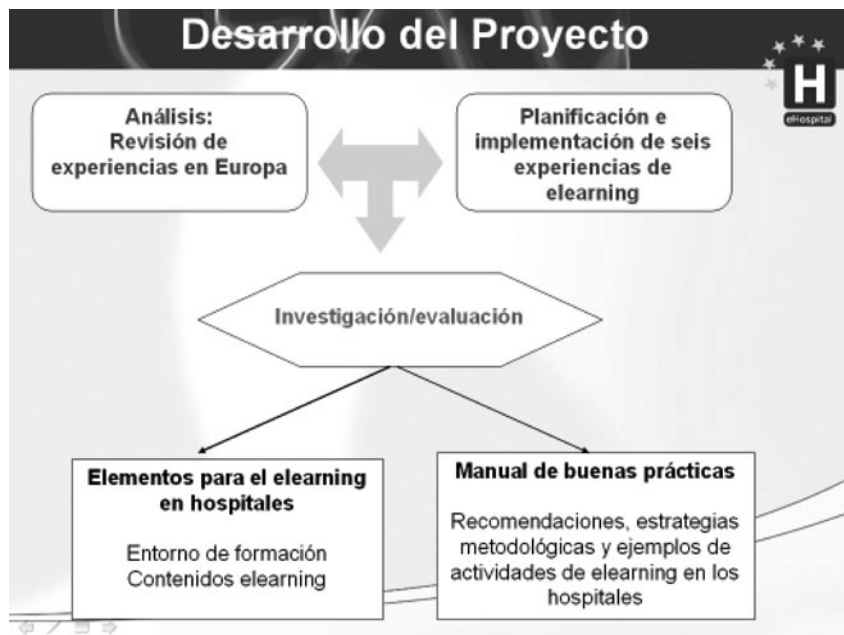 Desarrollo del Proyecto
H
eHospital
Análisis:
Revisión de
experiencias en Europa
Planificación e
implementación de seis
experiencias de
elearning
Investigación/evaluación
Elementos para el elearning
en hospitales
Entorno de formación
Contenidos elearning
Manual de buenas prácticas
Recomendaciones, estrategias
metodológicas y ejemplos de
actividades de elearning en los
hospitales